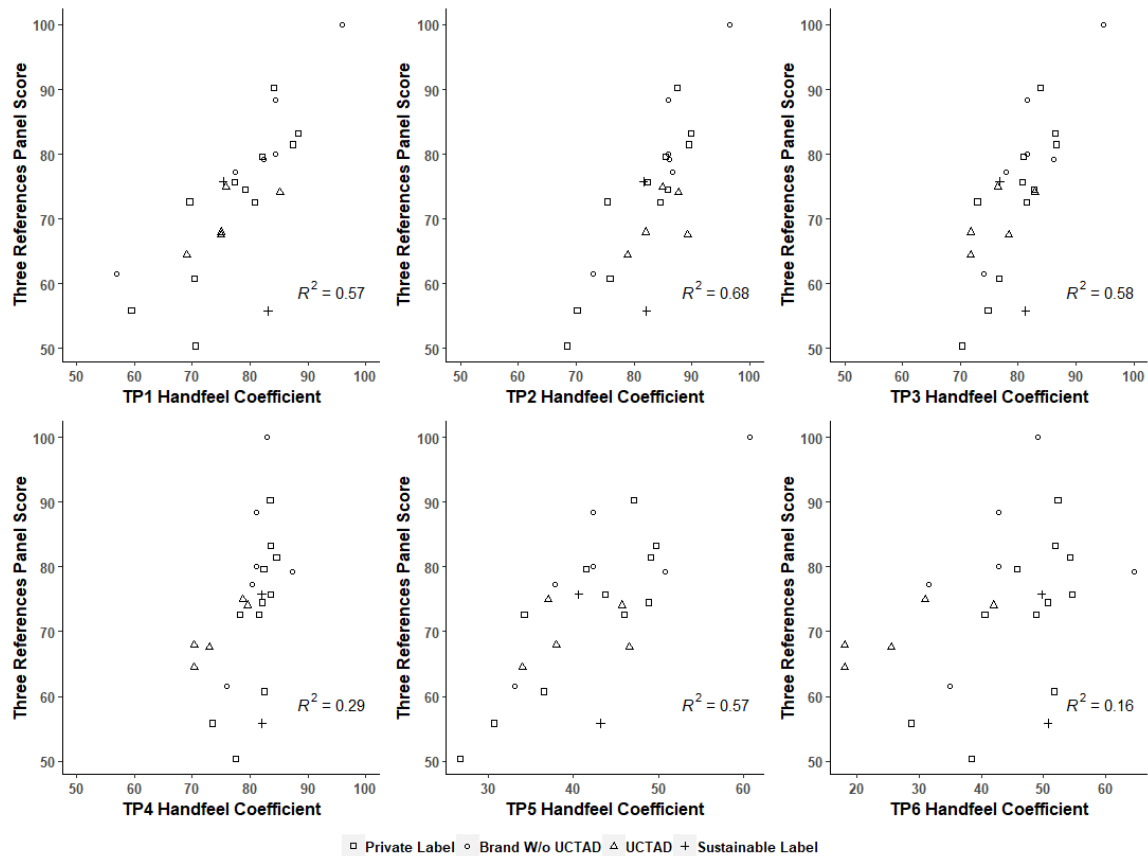 Three References Panel Score
100
90
80
70
60
50
R² = 0.57
50 60 70 80 90 100
TP1 Handfeel Coefficient
Three References Panel Score
100
90
80
70
60
50
R² = 0.68
50 60 70 80 90 100
TP2 Handfeel Coefficient
Three References Panel Score
100
90
80
70
60
50
R² = 0.58
50 60 70 80 90 100
TP3 Handfeel Coefficient
Three References Panel Score
100
90
80
70
60
50
R² = 0.29
50 60 70 80 90 100
TP4 Handfeel Coefficient
Three References Panel Score
100
90
80
70
60
50
R² = 0.57
30 40 50 60
TP5 Handfeel Coefficient
Three References Panel Score
100
90
80
70
60
50
R² = 0.16
20 30 40 50 60
TP6 Handfeel Coefficient
Private Label Brand W/o UCTAD UCTAD Sustainable Label